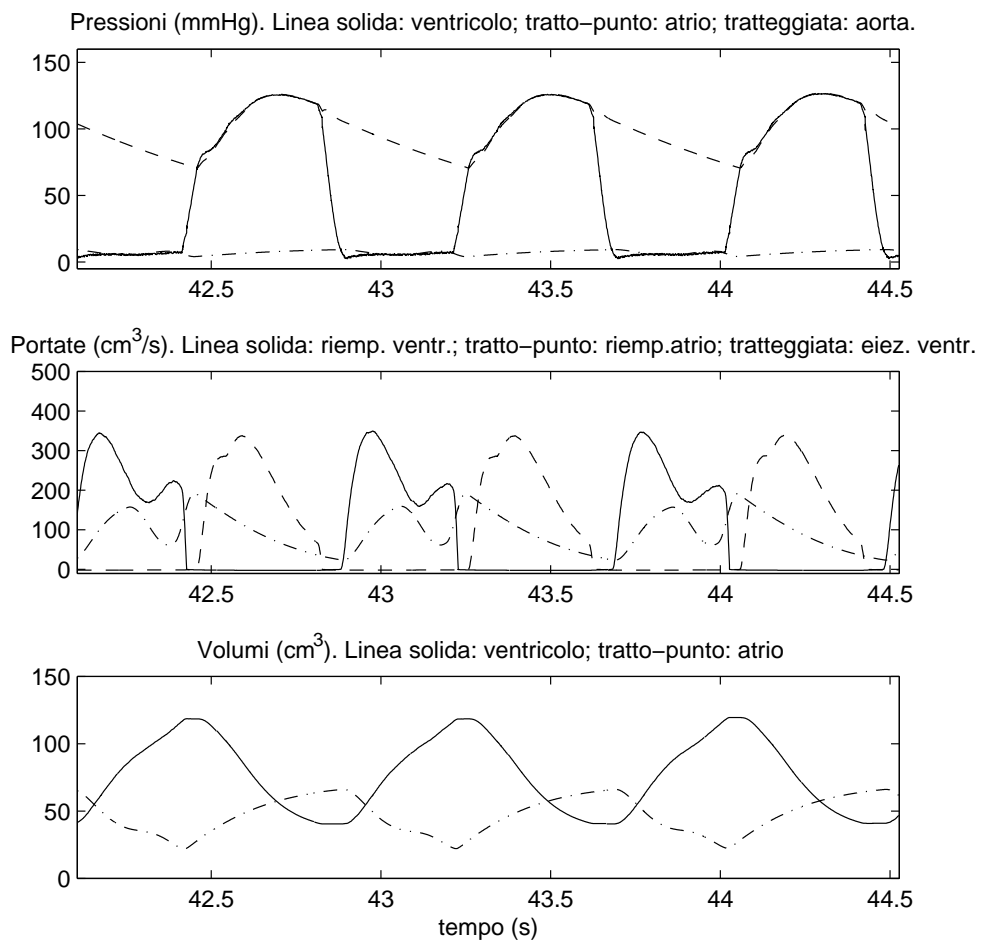 Pressioni (mmHg). Linea solida: ventricolo; tratto−punto: atrio; tratteggiata: aorta.
150
100
50
0
42.5 43 43.5 44 44.5
Portate (cm³/s). Linea solida: riemp. ventr.; tratto−punto: riemp.atrio; tratteggiata: eiez. ventr.
500
400
300
200
100
0
42.5 43 43.5 44 44.5
Volumi (cm³). Linea solida: ventricolo; tratto−punto: atrio
150
100
50
0
42.5 43 43.5 44 44.5
tempo (s)